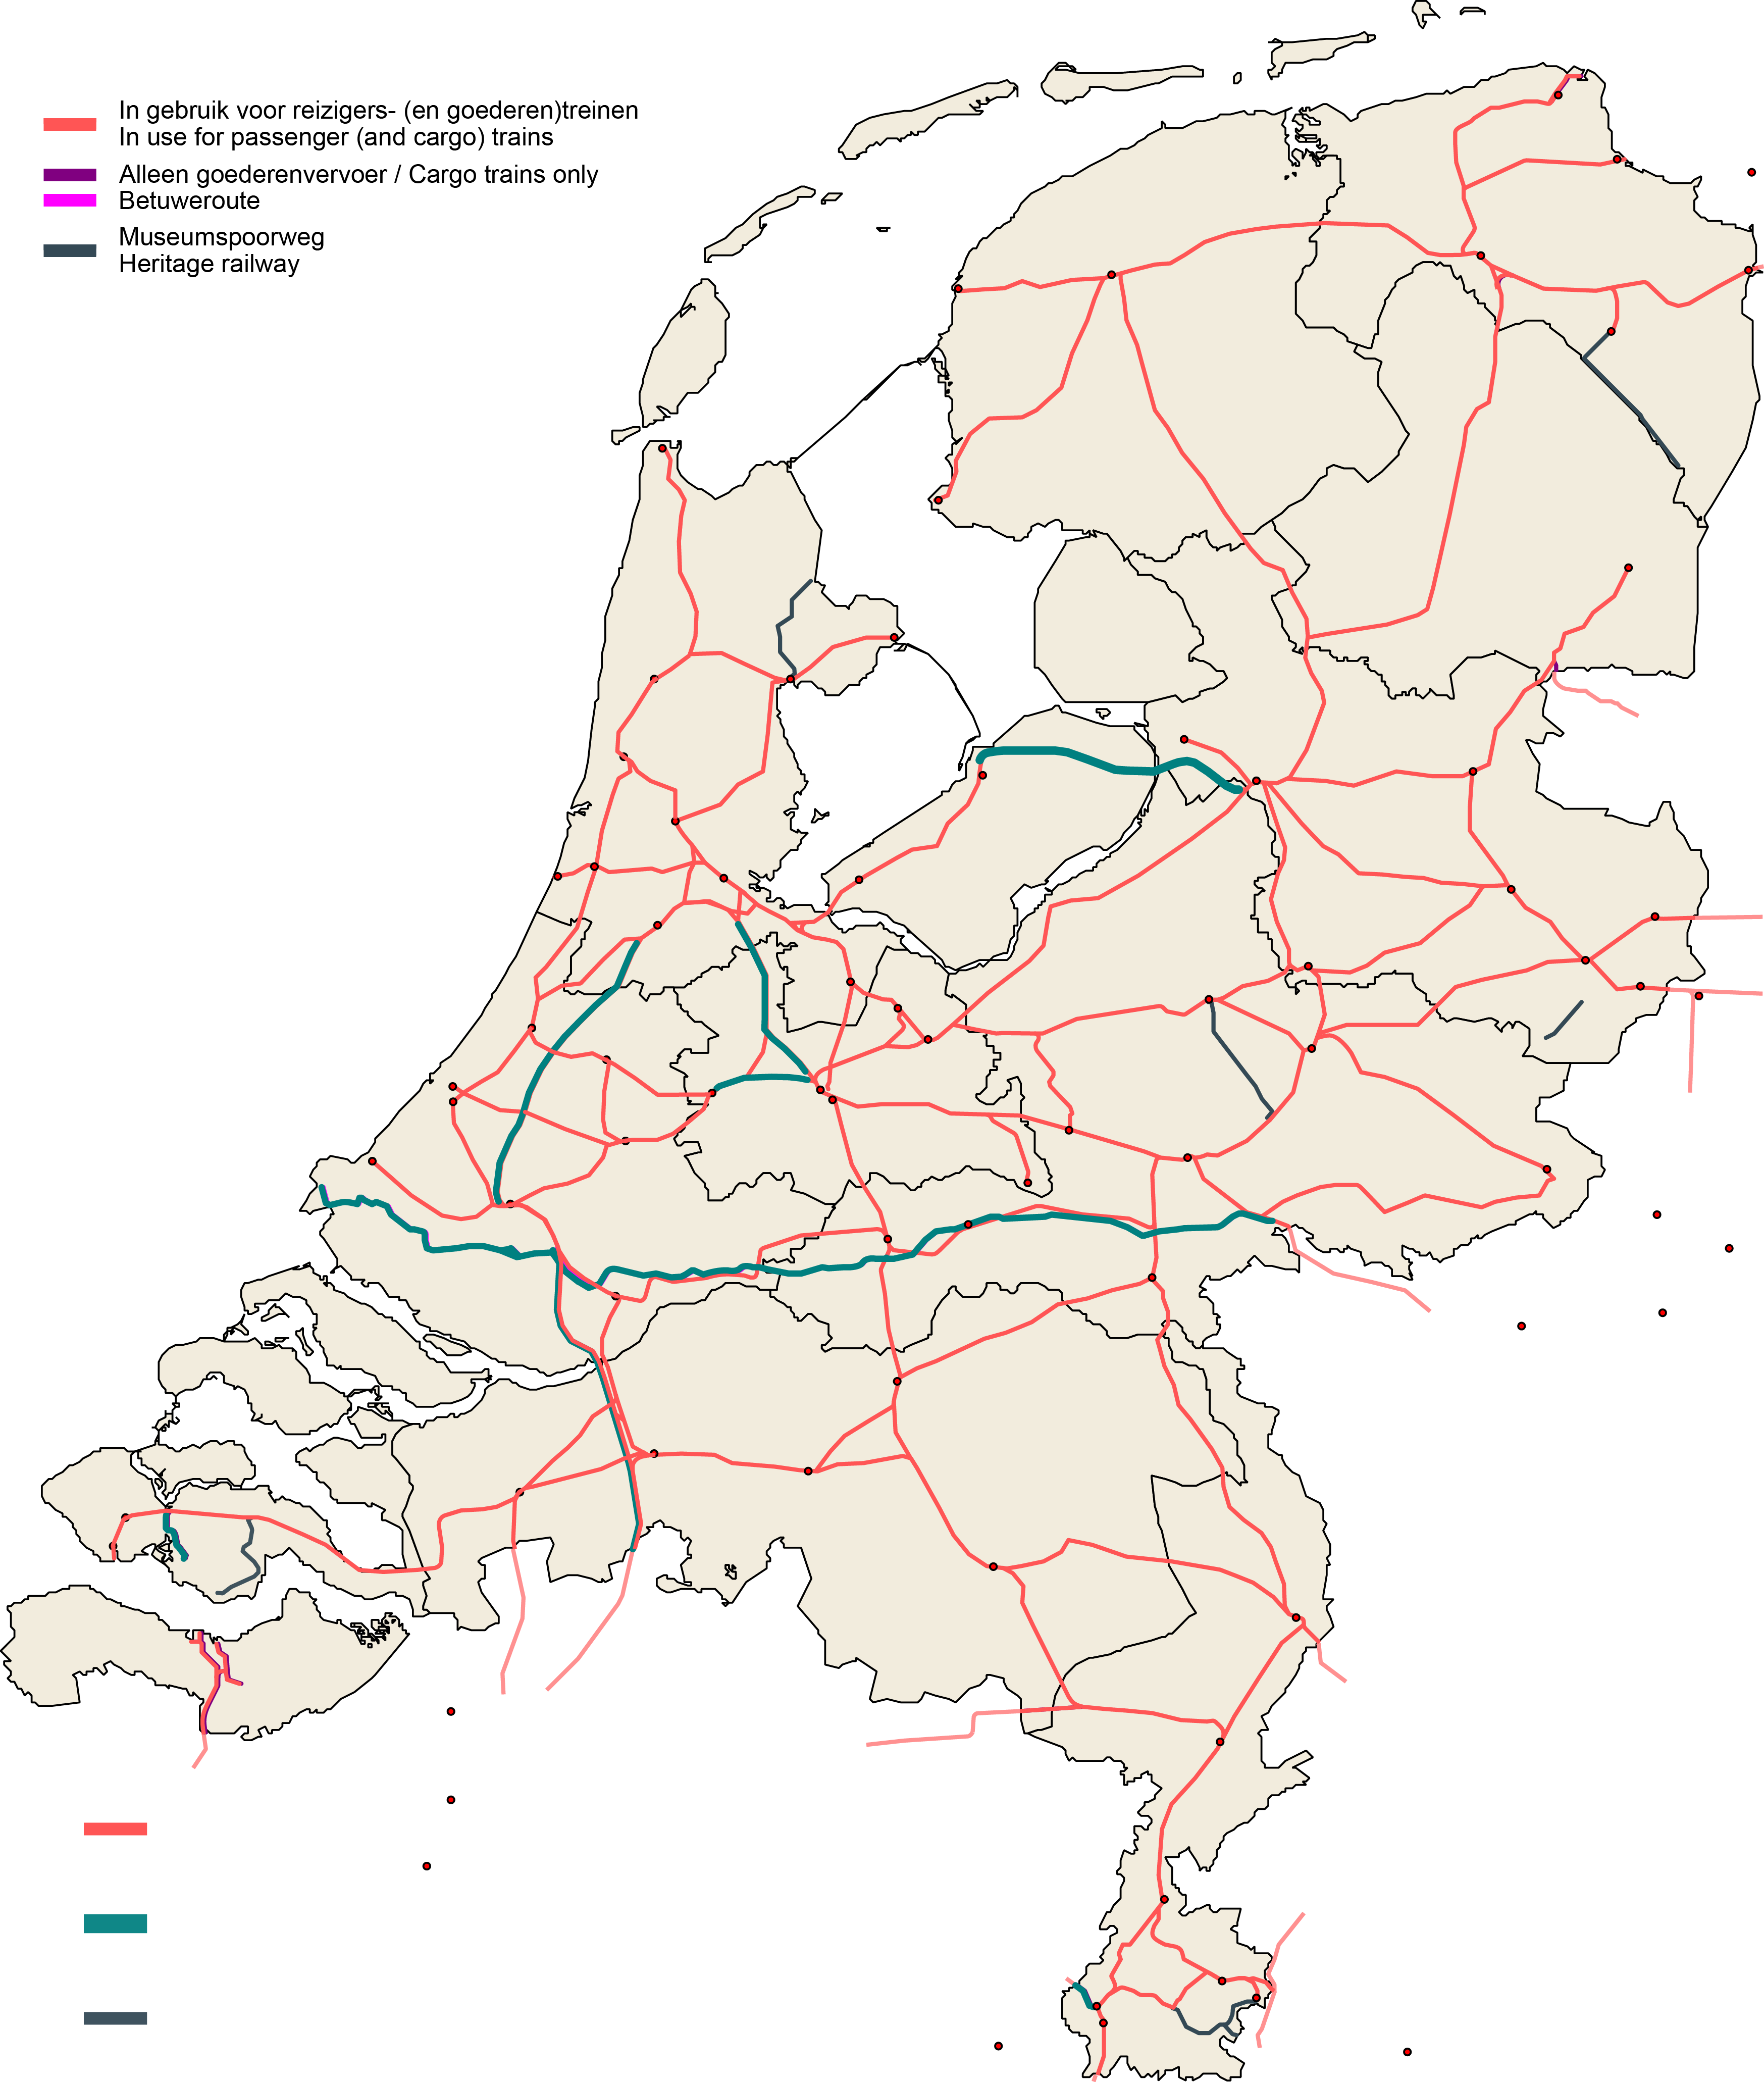 In gebruik voor reizigers- (en goederen)treinen
In use for passenger (and cargo) trains
Alleen goederenvervoer / Cargo trains only
Betuweroute
Museumspoorweg
Heritage railway